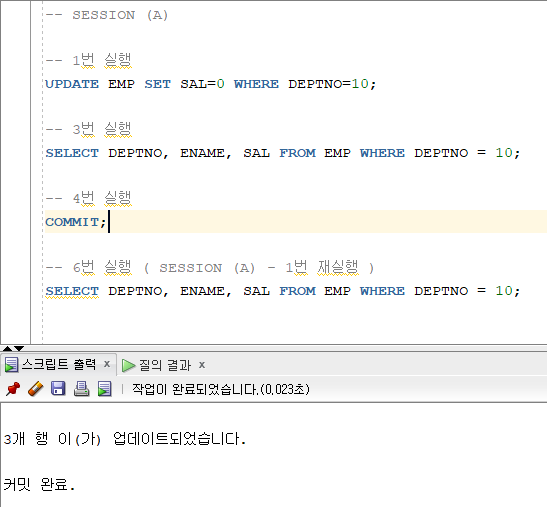 -- SESSION (A)
-- 1번 실행
UPDATE EMP SET SAL=0 WHERE DEPTNO=10;
-- 3번 실행
SELECT DEPTNO, ENAME, SAL FROM EMP WHERE DEPTNO = 10;
-- 4번 실행
COMMIT;
-- 6번 실행 ( SESSION (A) - 1번 재실행 )
SELECT DEPTNO, ENAME, SAL FROM EMP WHERE DEPTNO = 10;
스크립트 출력 x 질의 결과 x
작업이 완료되었습니다.(0,023초)
3개 행 이(가) 업데이트되었습니다.
커밋 완료.